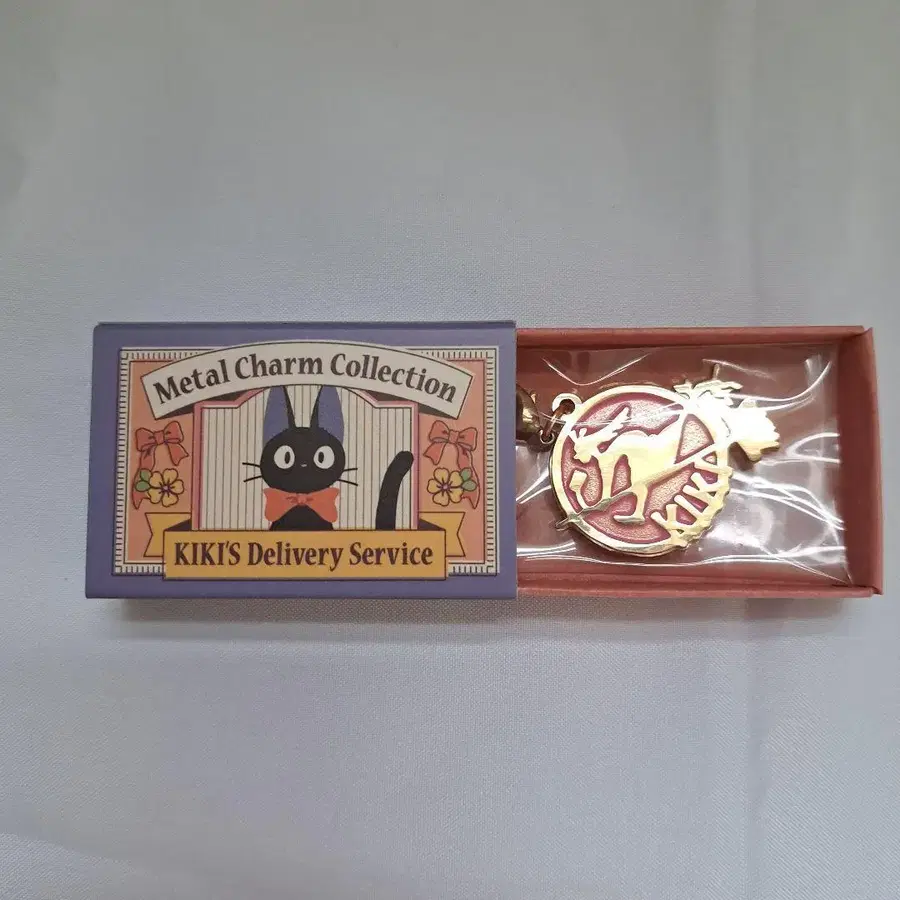 Metal Charm Collection
KIKI'S Delivery Service
KIKI